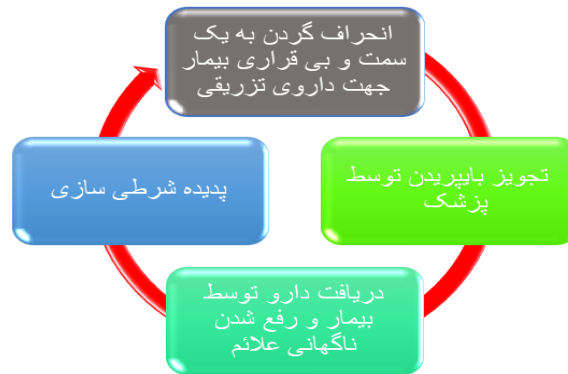 انحراف گردن به یک
سمت و بی قراری بیمار
جهت داروی تزریقی
تجویز بایپریدن توسط
پزشک
دریافت دارو توسط
بیمار و رفع شدن
ناگهانی علائم
پدیده شرطی سازی